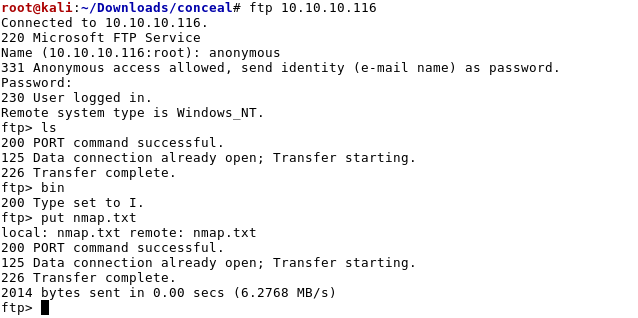 root@kali:~/Downloads/conceal# ftp 10.10.10.116
Connected to 10.10.10.116.
220 Microsoft FTP Service
Name (10.10.10.116:root): anonymous
331 Anonymous access allowed, send identity (e-mail name) as password.
Password:
230 User logged in.
Remote system type is Windows_NT.
ftp> ls
200 PORT command successful.
125 Data connection already open; Transfer starting.
226 Transfer complete.
ftp> bin
200 Type set to I.
ftp> put nmap.txt
local: nmap.txt remote: nmap.txt
200 PORT command successful.
125 Data connection already open; Transfer starting.
226 Transfer complete.
2014 bytes sent in 0.00 secs (6.2768 MB/s)
ftp>